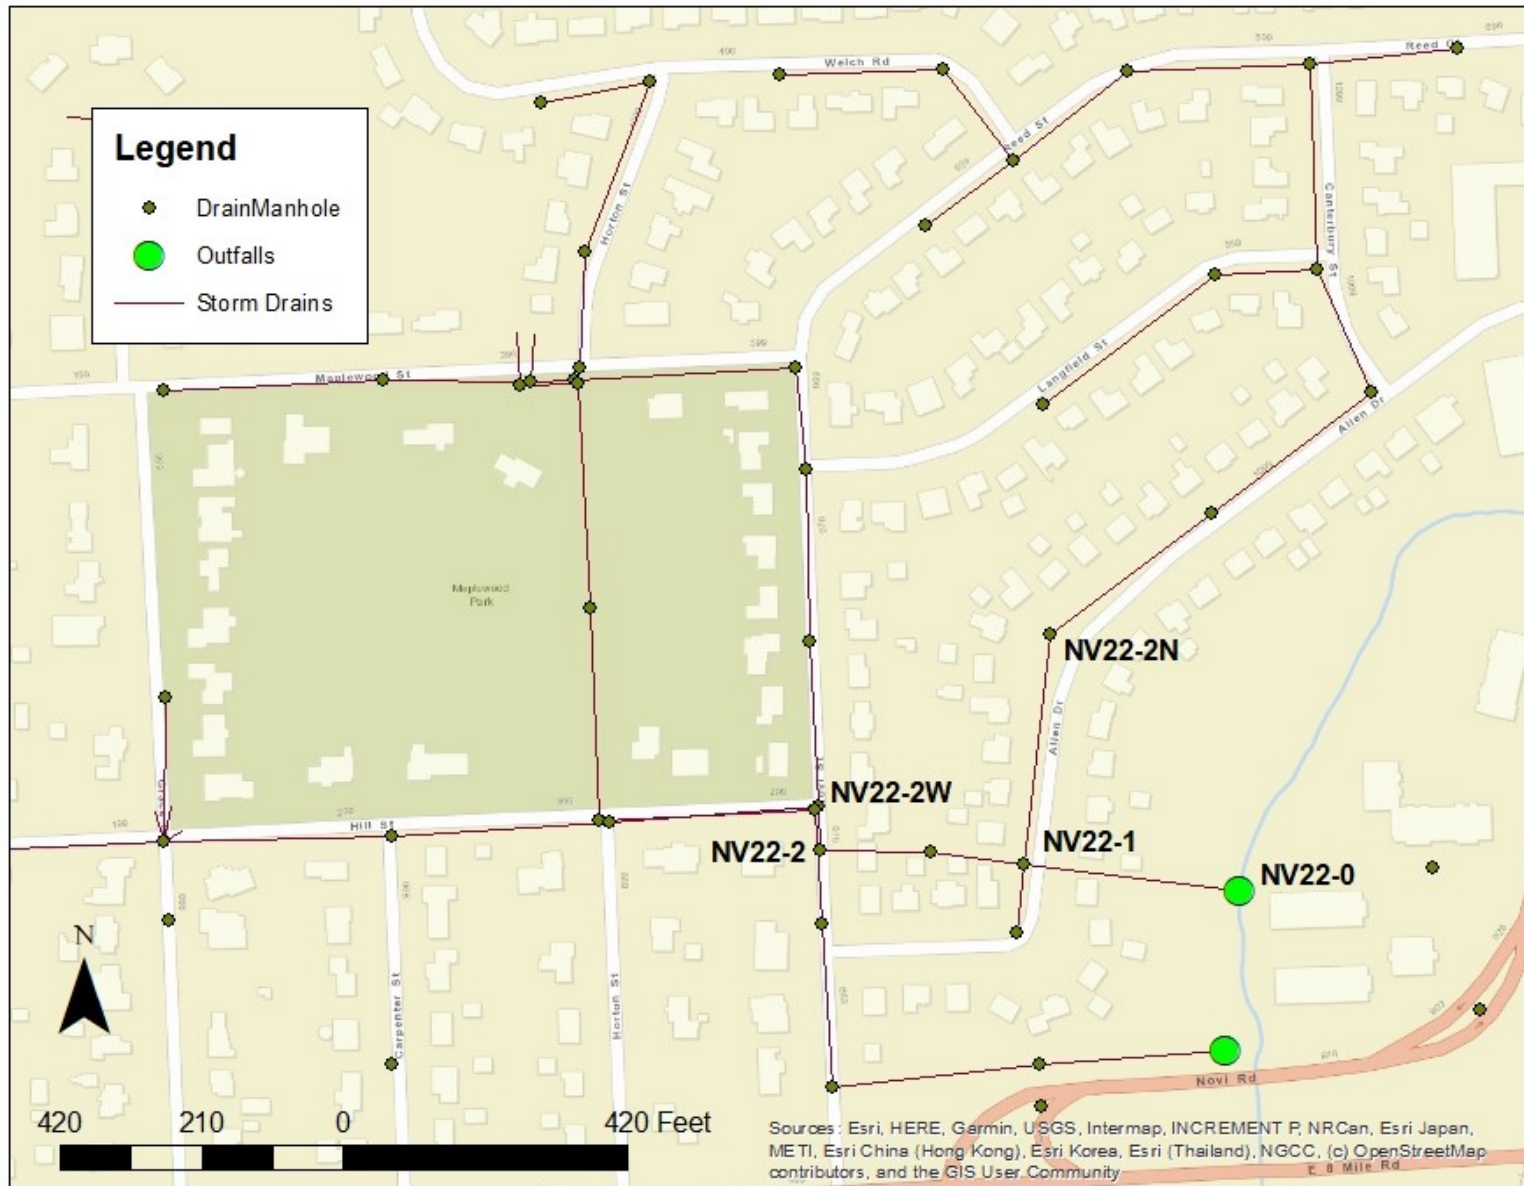 400
Welch Rd
599
Reed Ct
Legend
DrainManhole
Outfalls
Storm Drains
Reed St
Horton St
Canterbury St
Maplewood St
599
Langfield St
Allen Dr
Maplewood
Park
NV22-2N
Allen Dr
NV22-2W
Hill St
NV22-2
NV22-1
NV22-0
N
Carpenter St
Horton St
Novi Rd
420
210
0
420 Feet
Sources: Esri, HERE, Garmin, USGS, Intermap, INCREMENT P, NRCan, Esri Japan,
METI, Esri China (Hong Kong), Esri Korea, Esri (Thailand), NGCC, (c) OpenStreetMap
contributors, and the GIS User Community
E 8 Mile Rd